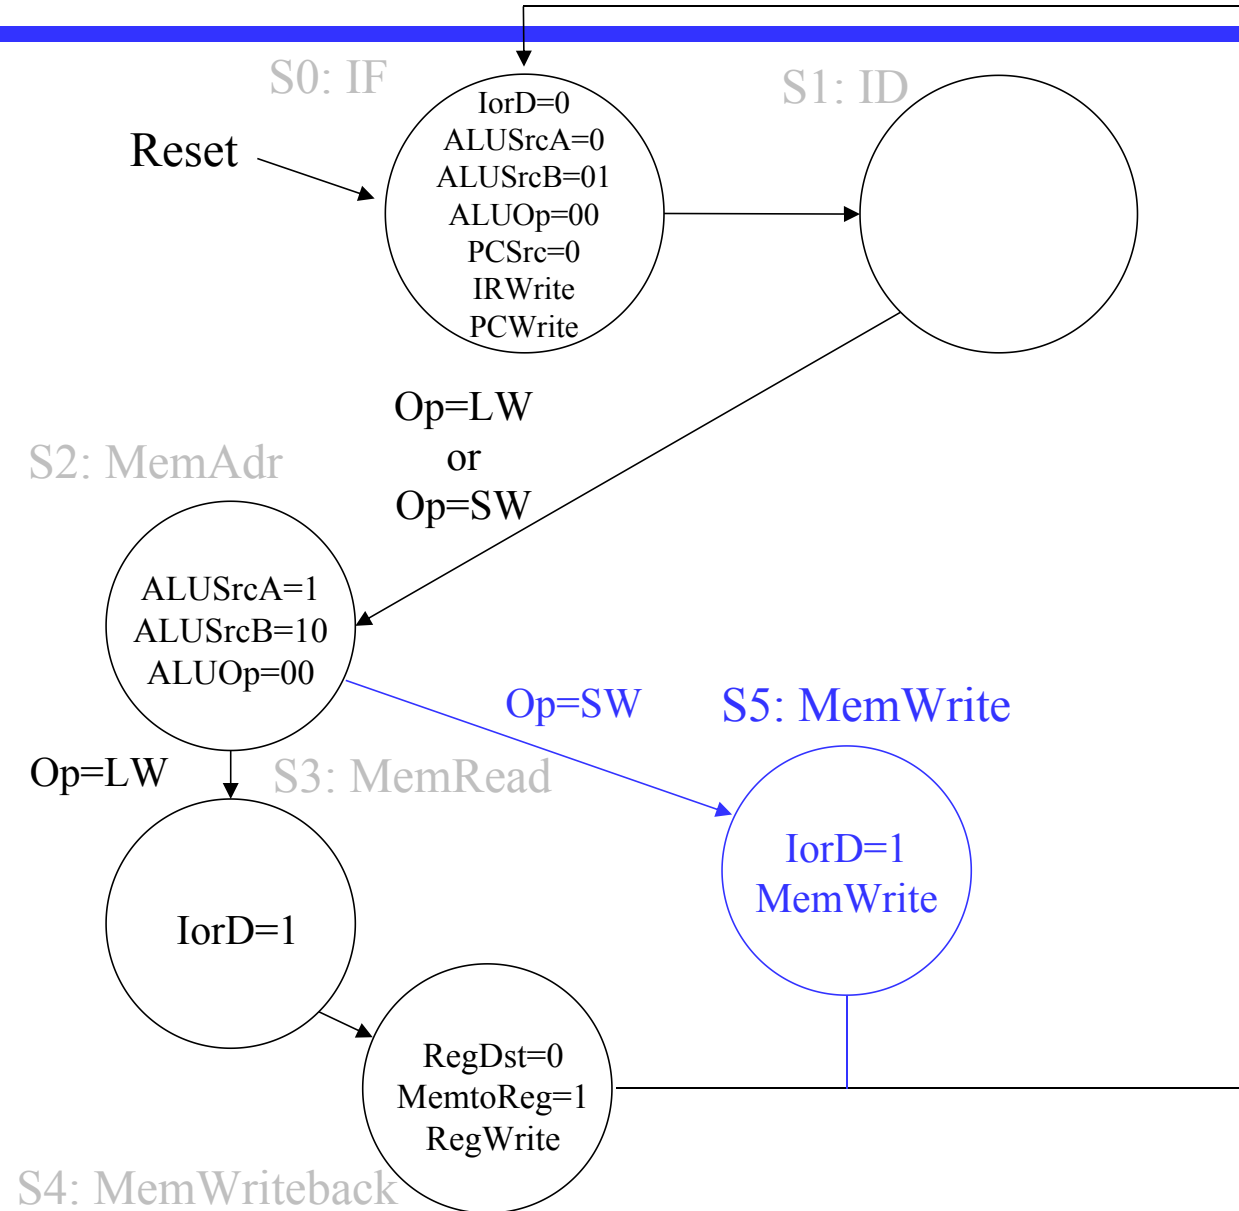 S0: IF
S1: ID
Reset
IorD=0
ALUSrcA=0
ALUSrcB=01
ALUOp=00
PCSrc=0
IRWrite
PCWrite
Op=LW
or
Op=SW
S2: MemAdr
ALUSrcA=1
ALUSrcB=10
ALUOp=00
Op=SW
S5: MemWrite
Op=LW
S3: MemRead
IorD=1
MemWrite
IorD=1
RegDst=0
MemtoReg=1
RegWrite
S4: MemWriteback